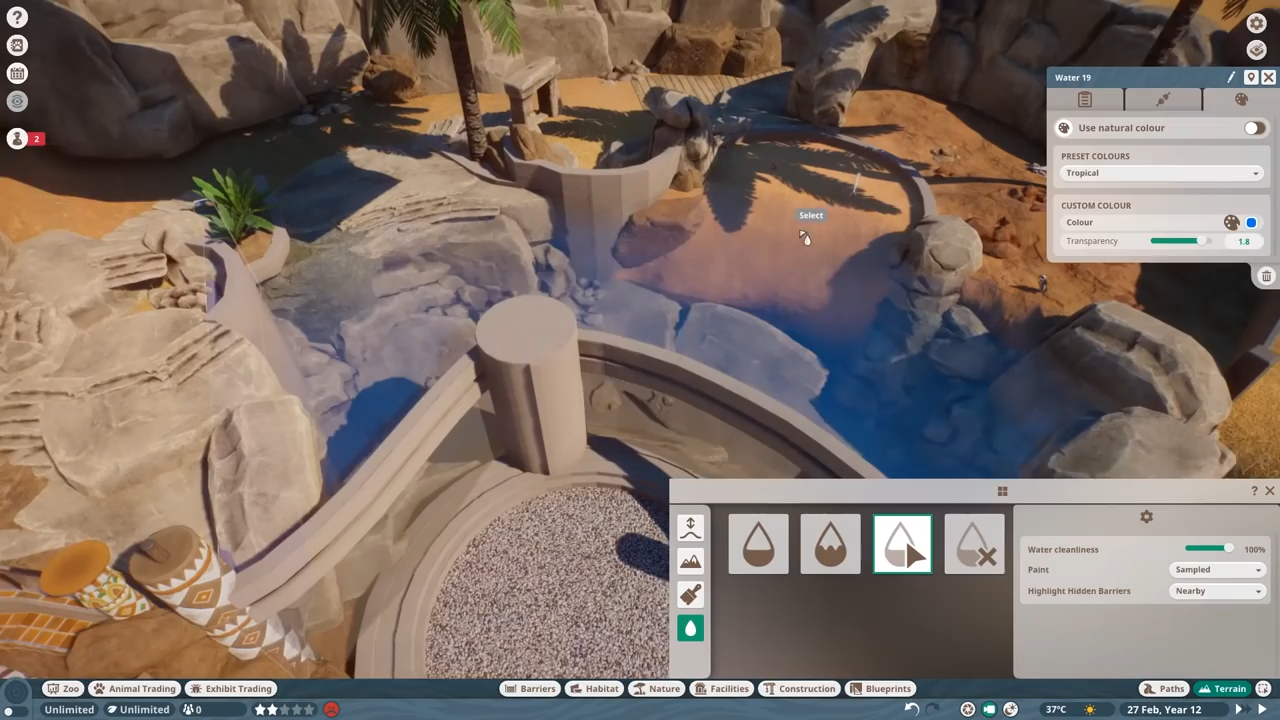 ?
2
Water 19
Use natural colour
PRESET COLOURS
Tropical
CUSTOM COLOUR
Colour
Transparency 1.8
Select
?
Water cleanliness 100%
Paint Sampled
Highlight Hidden Barriers Nearby
Zoo Animal Trading Exhibit Trading Barriers Habitat Nature Facilities Construction Blueprints Paths Terrain
Unlimited Unlimited 0 37°C 27 Feb, Year 12